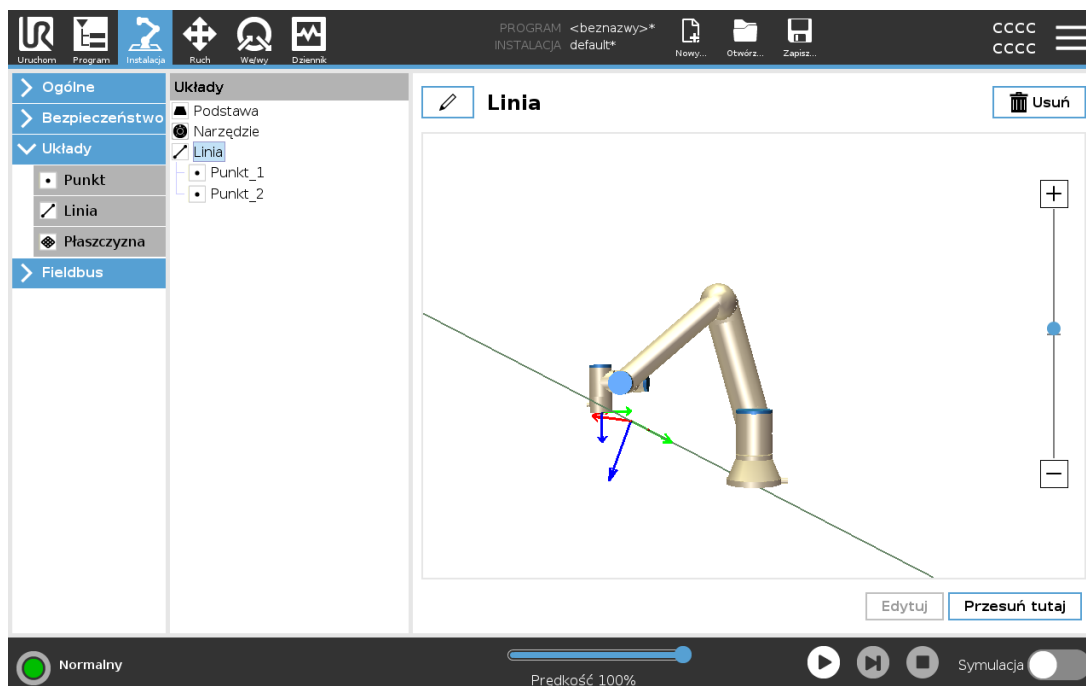 PROGRAM <beznazwy>*
INSTALACJA default*
CCCC
CCCC
Uruchom Program Instalacja Ruch We/wy Dziennik
Nowy... Otwórz... Zapisz...
Ogólne
Bezpieczeństwo
Układy
Punkt
Linia
Płaszczyzna
Fieldbus
Układy
Podstawa
Narzędzie
Linia
Punkt_1
Punkt_2
Linia
Usuń
Edytuj
Przesuń tutaj
Normalny
Prędkość 100%
Symulacja